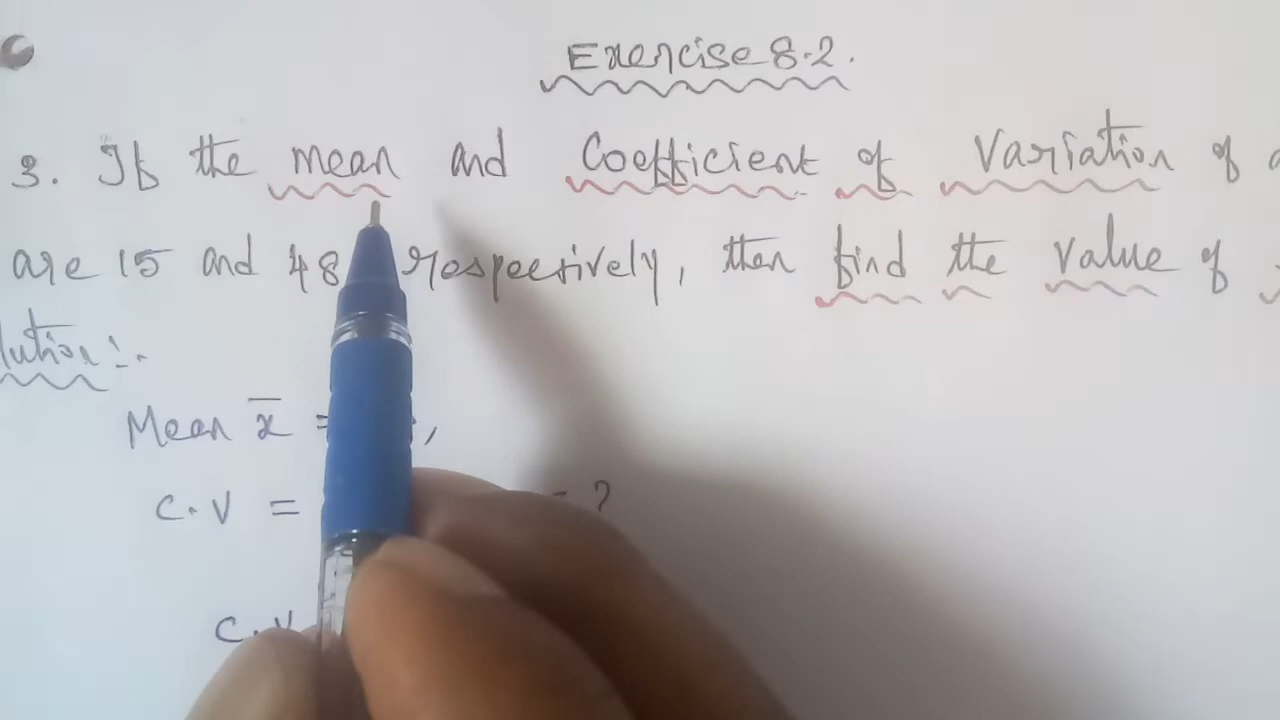 Exercise 8.2.
3. If the mean and Coefficient of Variation of
are 15 and 48 respectively, then find the value of
lution:-
Mean x̄ = ,
C.V = = ?
C.V